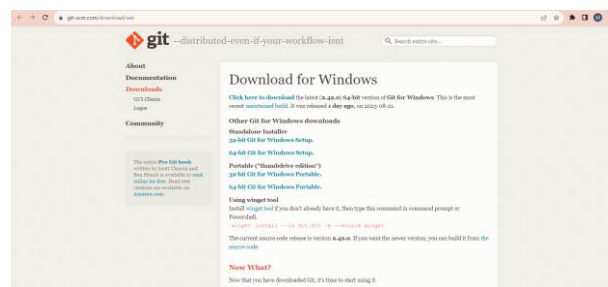 git-scm.com/download/win
git --distributed-even-if-your-workflow-isnt
Search entire site...
About
Documentation
Downloads
GUI Clients
Logos
Community
The entire Pro Git book
written by Scott Chacon and
Ben Straub is available to read
online for free. Dead tree
versions are available on
Amazon.com.
Download for Windows
Click here to download the latest (2.42.0) 64-bit version of Git for Windows. This is the most
recent maintained build. It was released 1 day ago, on 2023-08-21.
Other Git for Windows downloads
Standalone Installer
32-bit Git for Windows Setup.
64-bit Git for Windows Setup.
Portable ("thumbdrive edition")
32-bit Git for Windows Portable.
64-bit Git for Windows Portable.
Using winget tool
Install winget tool if you don't already have it, then type this command in command prompt or
Powershell.
winget install --id Git.Git -e --source winget
The current source code release is version 2.42.0. If you want the newer version, you can build it from the
source code.
Now What?
Now that you have downloaded Git, it's time to start using it.